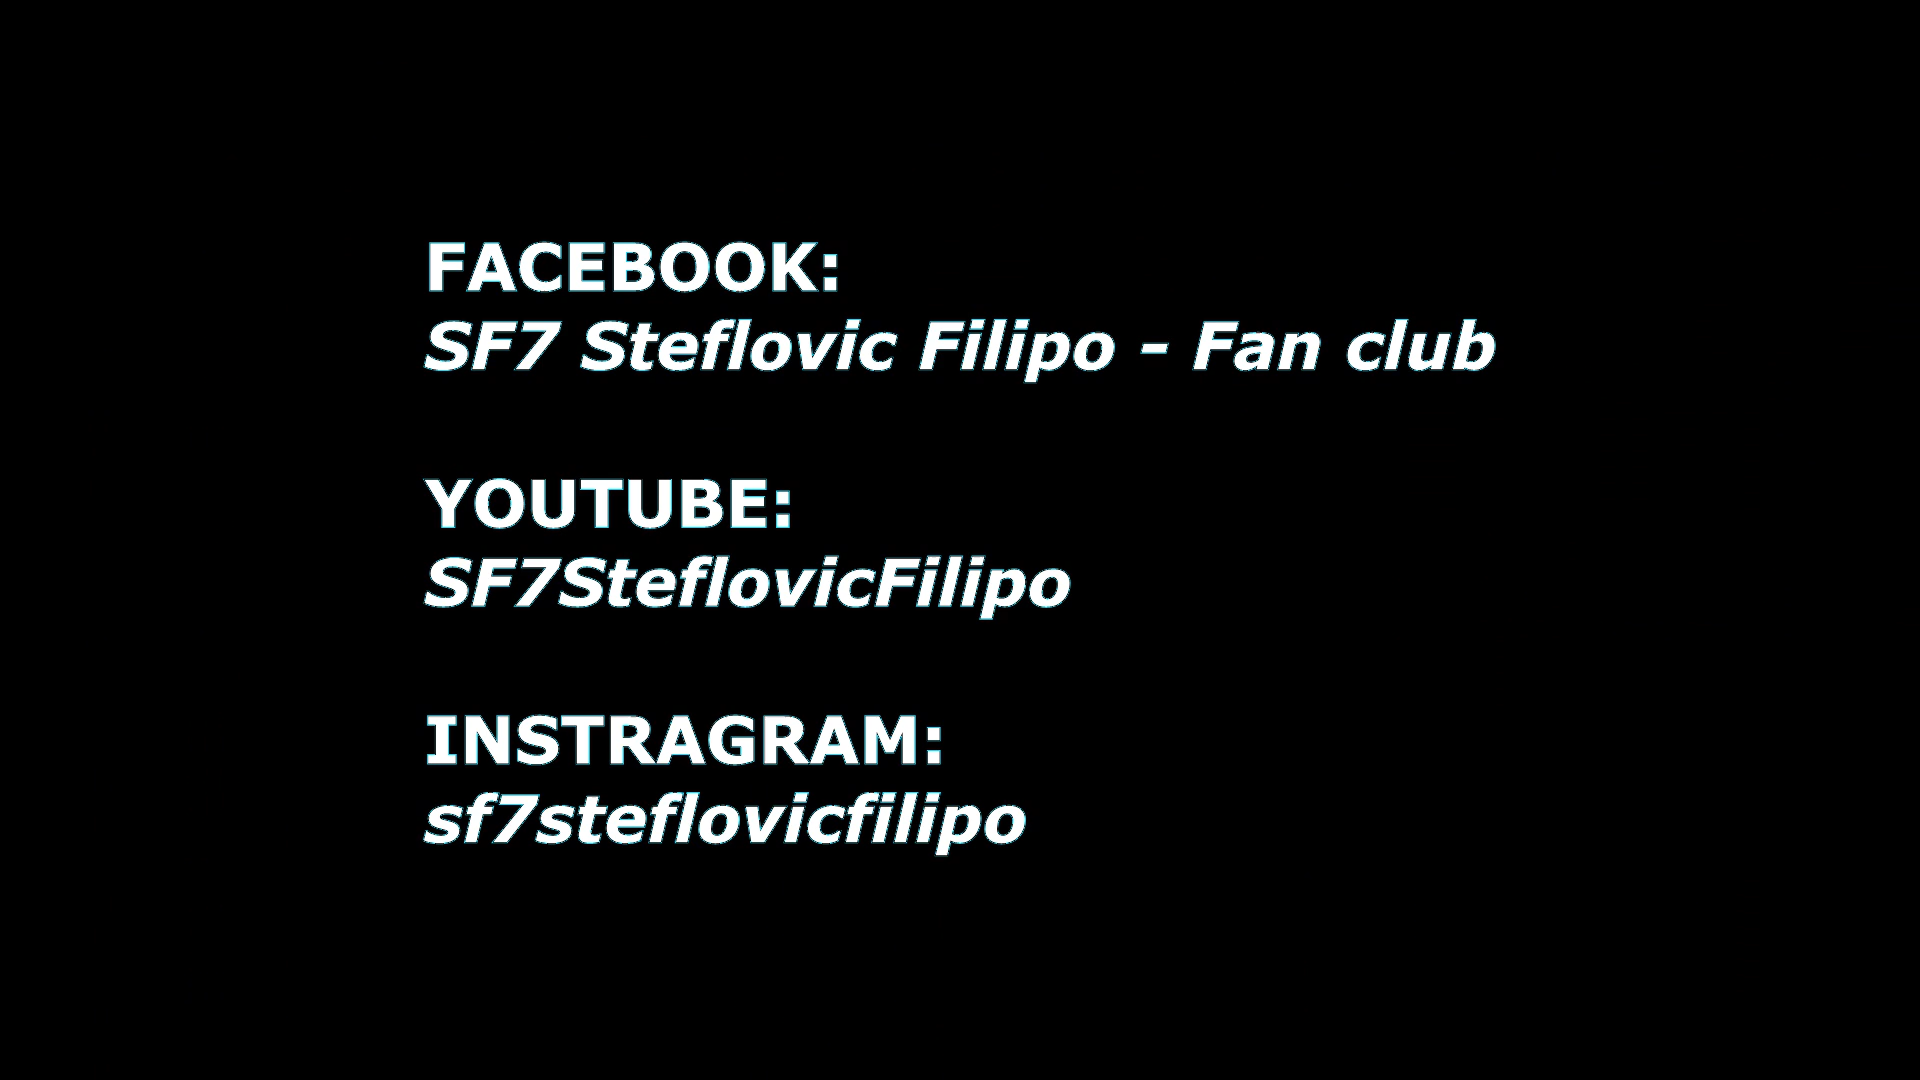 FACEBOOK:
SF7 Steflovic Filipo - Fan club
YOUTUBE:
SF7SteflovicFilipo
INSTRAGRAM:
sf7steflovicfilipo